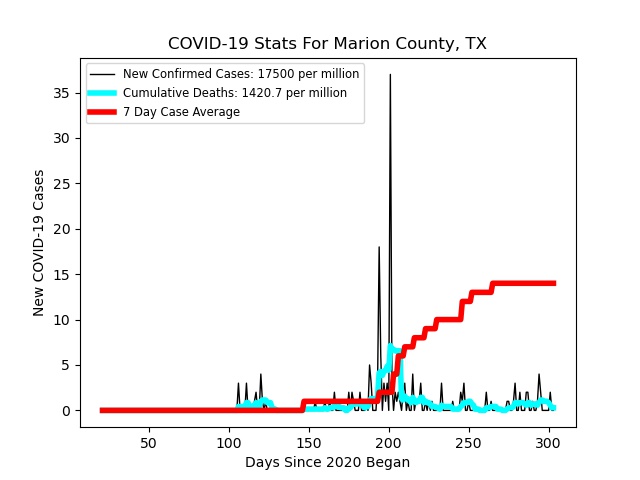 COVID-19 Stats For Marion County, TX
New Confirmed Cases: 17500 per million
Cumulative Deaths: 1420.7 per million
7 Day Case Average
New COVID-19 Cases
35
30
25
20
15
10
5
0
50 100 150 200 250 300
Days Since 2020 Began